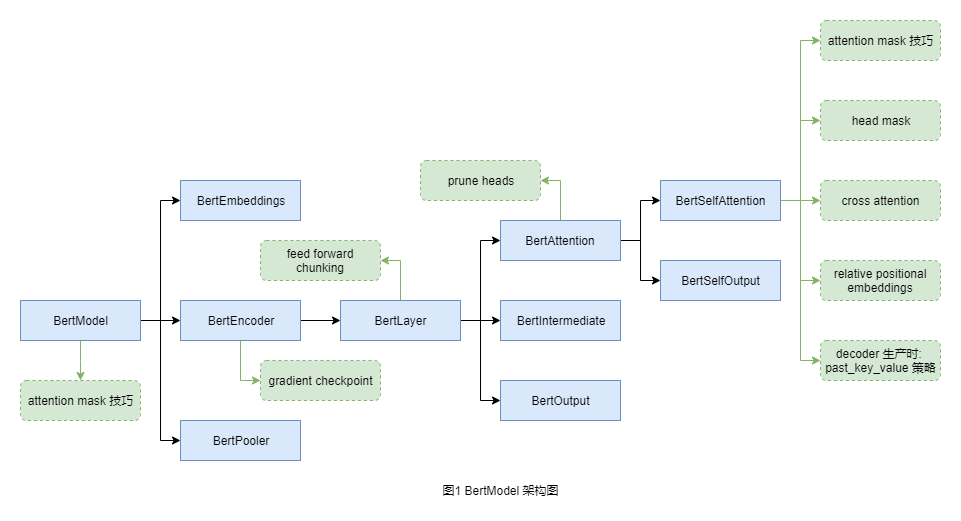 attention mask 技巧
head mask
prune heads
BertEmbeddings
BertSelfAttention
cross attention
BertAttention
feed forward
chunking
BertSelfOutput
relative positional
embeddings
BertModel
BertEncoder
BertLayer
BertIntermediate
decoder 生产时:
past_key_value 策略
gradient checkpoint
attention mask 技巧
BertOutput
BertPooler
图1 BertModel 架构图